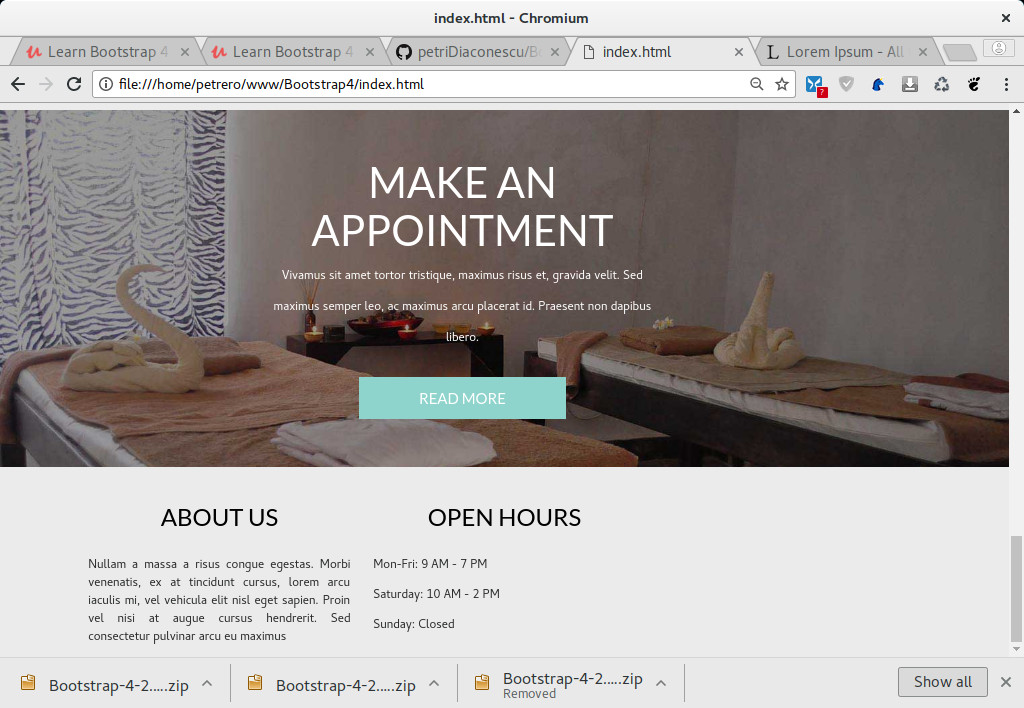 index.html - Chromium
Learn Bootstrap 4
Learn Bootstrap 4
petriDiaconescu/Bo
index.html
Lorem Ipsum - All
file:///home/petrero/www/Bootstrap4/index.html
?
MAKE AN
APPOINTMENT
Vivamus sit amet tortor tristique, maximus risus et, gravida velit. Sed
maximus semper leo, ac maximus arcu placerat id. Praesent non dapibus
libero.
READ MORE
ABOUT US
Nullam a massa a risus congue egestas. Morbi
venenatis, ex at tincidunt cursus, lorem arcu
iaculis mi, vel vehicula elit nisl eget sapien. Proin
vel nisi at augue cursus hendrerit. Sed
consectetur pulvinar arcu eu maximus
OPEN HOURS
Mon-Fri: 9 AM - 7 PM
Saturday: 10 AM - 2 PM
Sunday: Closed
Bootstrap-4-2.....zip
Bootstrap-4-2.....zip
Bootstrap-4-2.....zip
Removed
Show all